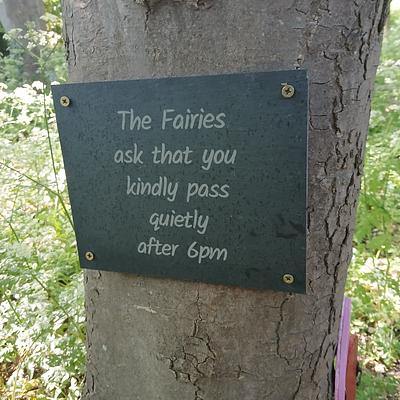 The Fairies
ask that you
kindly pass
quietly
after 6pm